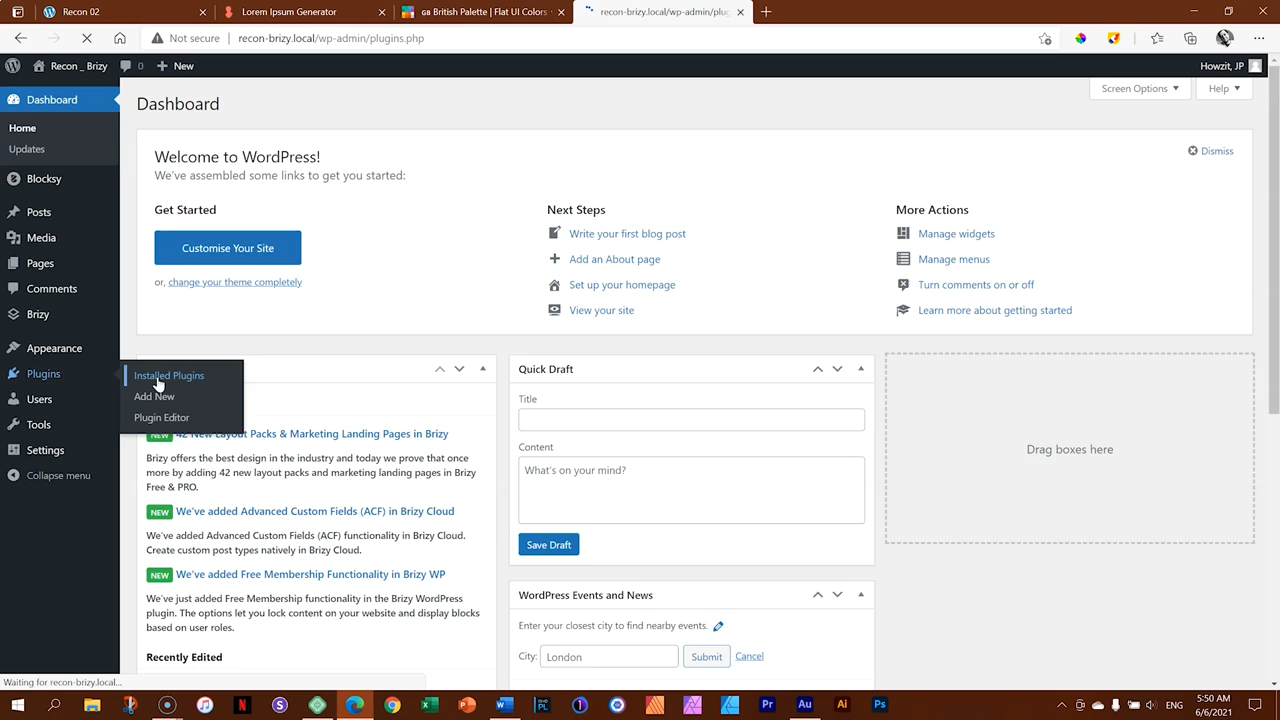 Recon 02
Lorem Ipsum Generator
GB British Palette | Flat UI Colors
recon-brizy.local/wp-admin/plug
Not secure
recon-brizy.local/wp-admin/plugins.php
Recon _ Brizy
0
New
Howzit, JP
Dashboard
Home
Updates
Blocksy
Posts
Media
Pages
Comments
Brizy
Appearance
Plugins
Users
Tools
Settings
Collapse menu
Installed Plugins
Add New
Plugin Editor
Dashboard
Screen Options
Help
Welcome to WordPress!
We've assembled some links to get you started:
Dismiss
Get Started
Customise Your Site
or, change your theme completely
Next Steps
Write your first blog post
Add an About page
Set up your homepage
View your site
More Actions
Manage widgets
Manage menus
Turn comments on or off
Learn more about getting started
NEW 42 New Layout Packs & Marketing Landing Pages in Brizy
Brizy offers the best design in the industry and today we prove that once
more by adding 42 new layout packs and marketing landing pages in Brizy
Free & PRO.
NEW We've added Advanced Custom Fields (ACF) in Brizy Cloud
We've added Advanced Custom Fields (ACF) functionality in Brizy Cloud.
Create custom post types natively in Brizy Cloud.
NEW We've added Free Membership Functionality in Brizy WP
We've just added Free Membership functionality in the Brizy WordPress
plugin. The options let you lock content on your website and display blocks
based on user roles.
Recently Edited
Quick Draft
Title
Content
What's on your mind?
Save Draft
WordPress Events and News
Enter your closest city to find nearby events.
City: London Submit Cancel
Drag boxes here
Waiting for recon-brizy.local...
Pr
Au
Ai
Ps
ENG
5:50 AM
6/6/2021